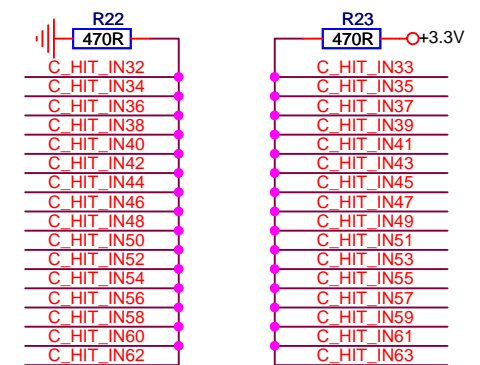 R22 R23
470R 470R +3.3V
C_HIT_IN32 C_HIT_IN33
C_HIT_IN34 C_HIT_IN35
C_HIT_IN36 C_HIT_IN37
C_HIT_IN38 C_HIT_IN39
C_HIT_IN40 C_HIT_IN41
C_HIT_IN42 C_HIT_IN43
C_HIT_IN44 C_HIT_IN45
C_HIT_IN46 C_HIT_IN47
C_HIT_IN48 C_HIT_IN49
C_HIT_IN50 C_HIT_IN51
C_HIT_IN52 C_HIT_IN53
C_HIT_IN54 C_HIT_IN55
C_HIT_IN56 C_HIT_IN57
C_HIT_IN58 C_HIT_IN59
C_HIT_IN60 C_HIT_IN61
C_HIT_IN62 C_HIT_IN63